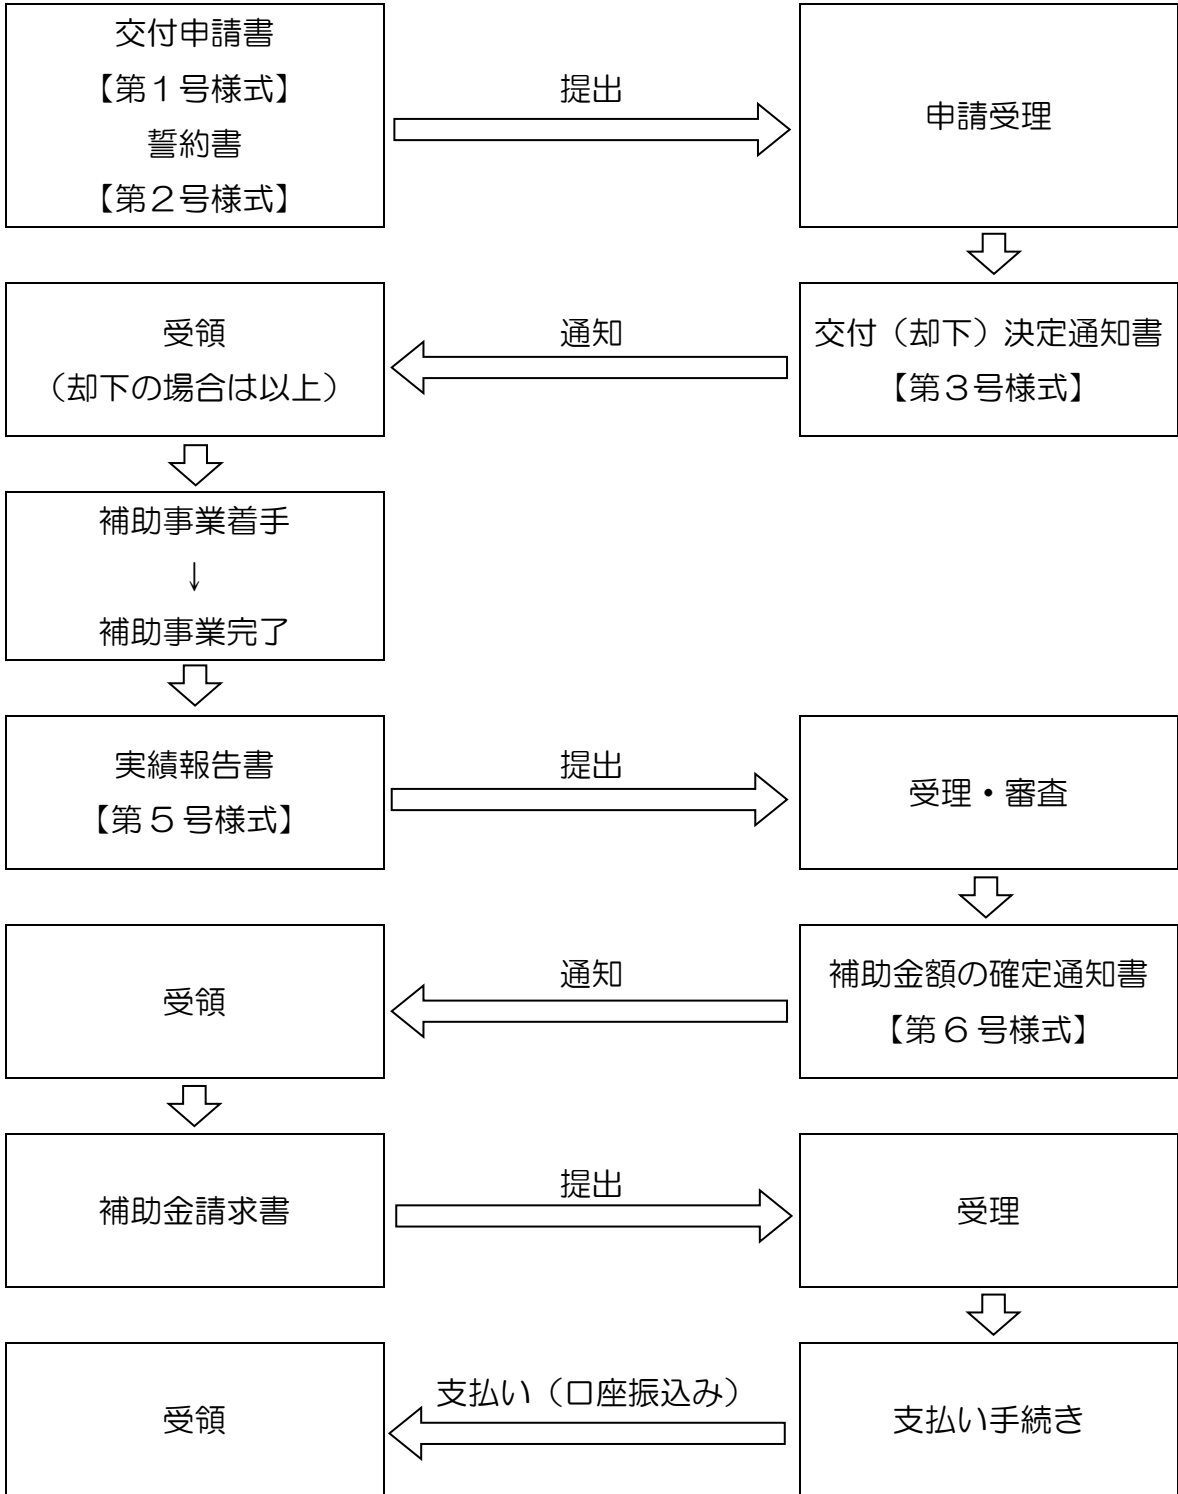 交付申請書
【第１号様式】
誓約書
【第２号様式】
提出
申請受理
交付（却下）決定通知書
【第３号様式】
通知
受領
（却下の場合は以上）
補助事業着手
↓
補助事業完了
実績報告書
【第５号様式】
提出
受理・審査
補助金額の確定通知書
【第６号様式】
通知
受領
補助金請求書
提出
受理
支払い手続き
支払い（口座振込み）
受領